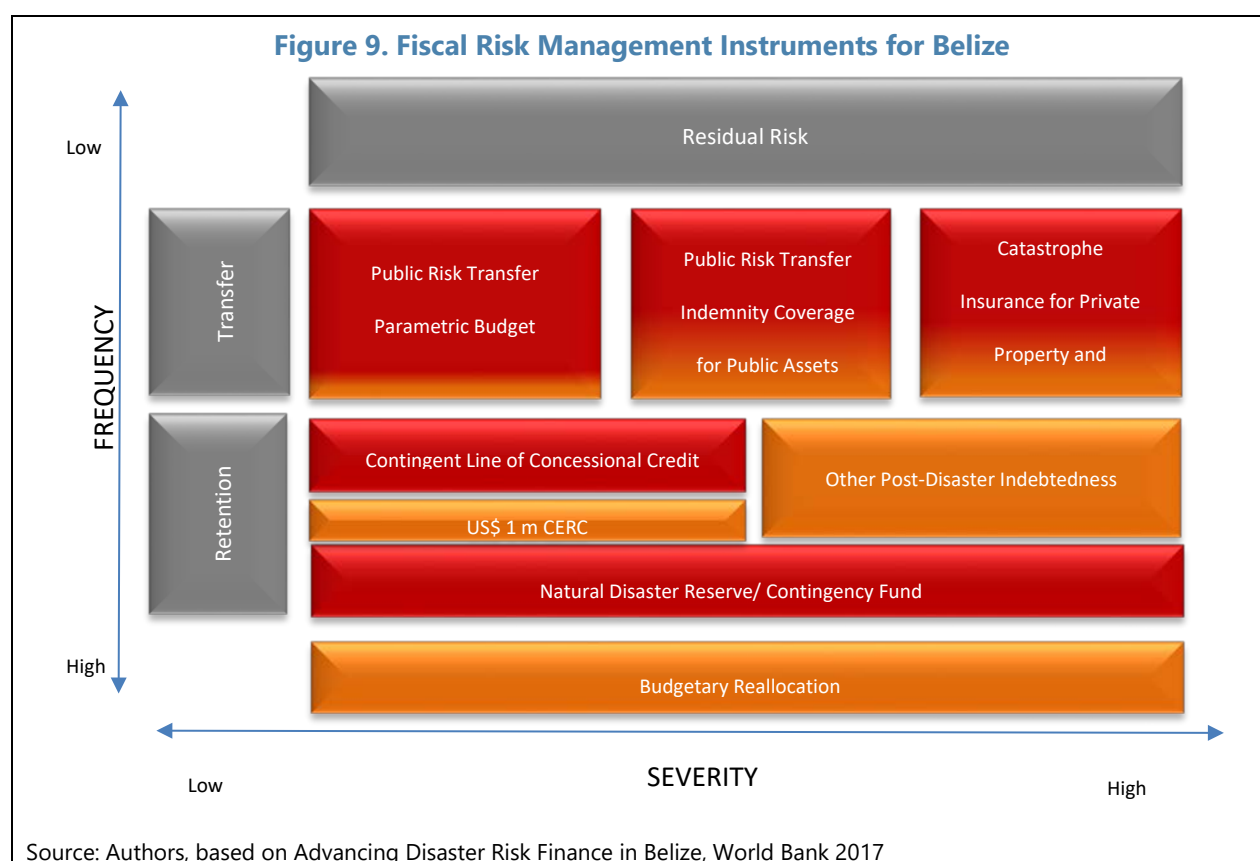 Figure 9. Fiscal Risk Management Instruments for Belize
Low
Residual Risk
FREQUENCY
Transfer
Public Risk Transfer
Parametric Budget
Public Risk Transfer
Indemnity Coverage
for Public Assets
Catastrophe
Insurance for Private
Property and
Retention
Contingent Line of Concessional Credit
Other Post-Disaster Indebtedness
US$ 1 m CERC
Natural Disaster Reserve/ Contingency Fund
High
Budgetary Reallocation
Low
SEVERITY
High
Source: Authors, based on Advancing Disaster Risk Finance in Belize, World Bank 2017